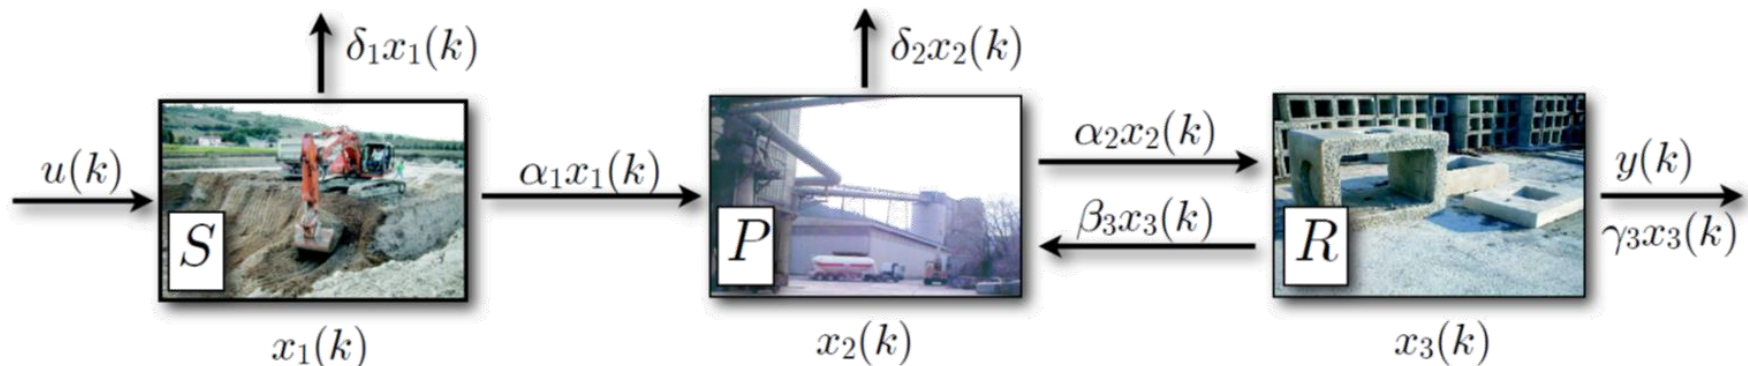 δ₁x₁(k)
δ₂x₂(k)
u(k)
α₁x₁(k)
α₂x₂(k)
β₃x₃(k)
y(k)
γ₃x₃(k)
S
P
R
x₁(k)
x₂(k)
x₃(k)